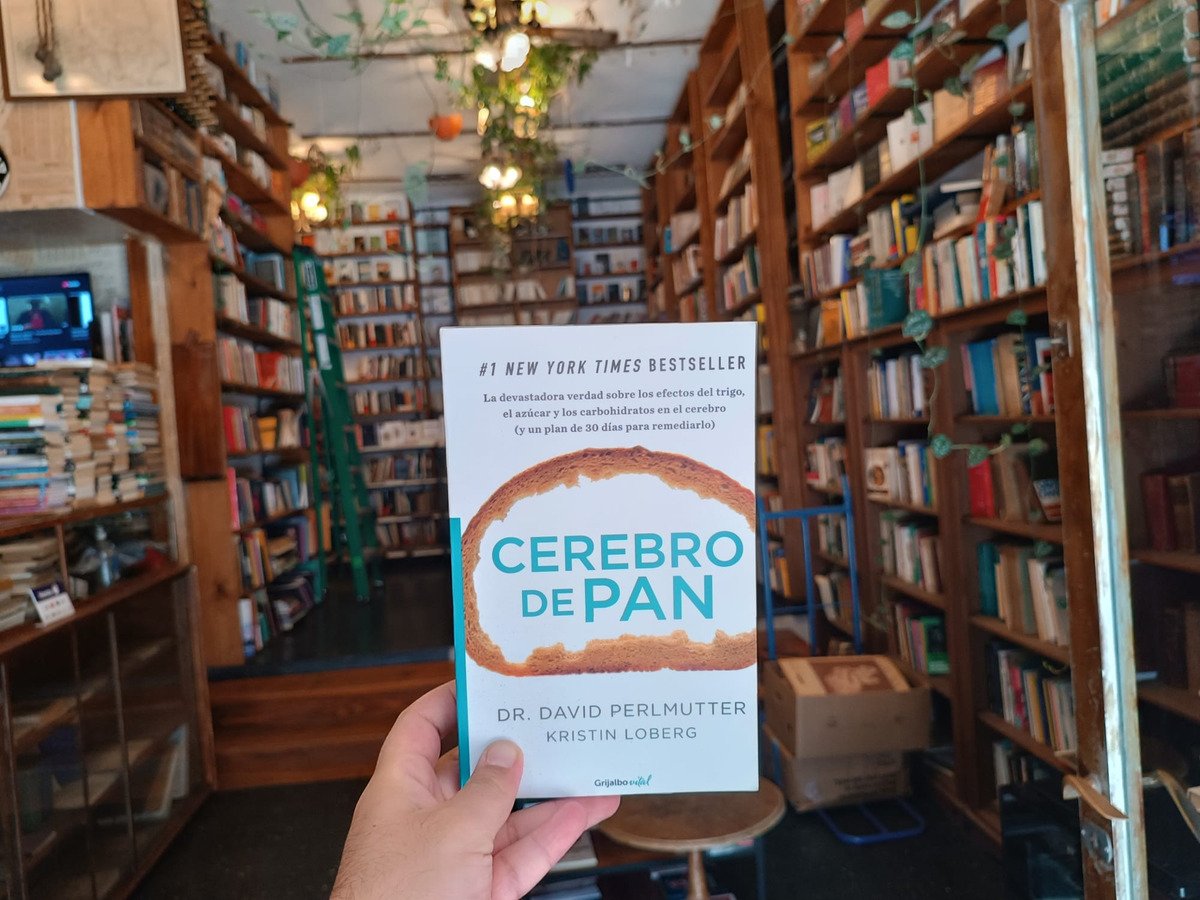 #1 NEW YORK TIMES BESTSELLER
La devastadora verdad sobre los efectos del trigo,
el azúcar y los carbohidratos en el cerebro
(y un plan de 30 días para remediarlo)
CEREBRO
DE PAN
DR. DAVID PERLMUTTER
KRISTIN LOBERG
Grijalbo vital